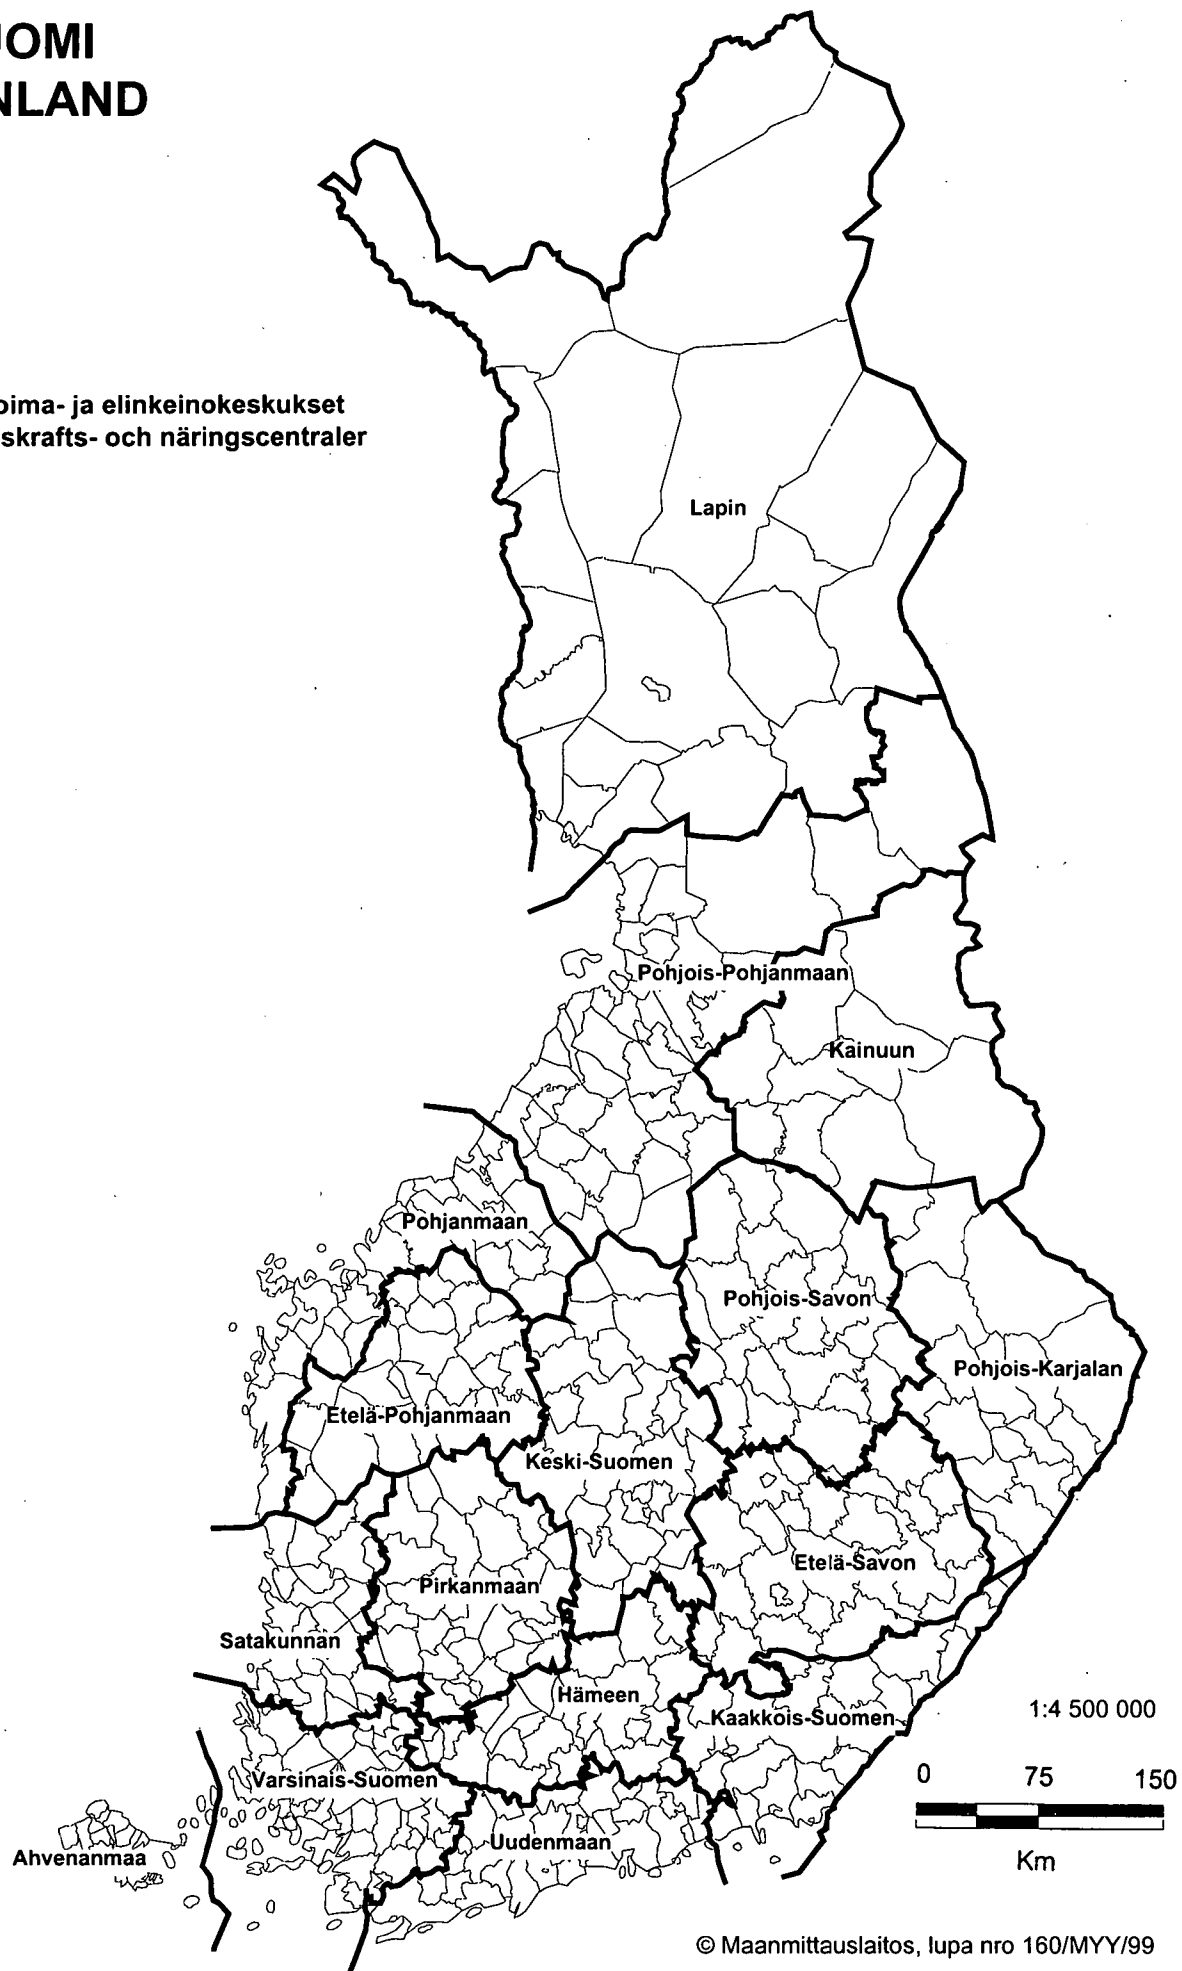 UOMI
NLAND
oima- ja elinkeinokeskukset
skrafts- och näringscentraler
Lapin
Pohjois-Pohjanmaan
Kainuun
Pohjanmaan
Pohjois-Savon
Pohjois-Karjalan
Etelä-Pohjanmaan
Keski-Suomen
Etelä-Savon
Pirkanmaan
Satakunnan
Hämeen
Kaakkois-Suomen
1:4 500 000
Varsinais-Suomen
0 75 150
Uudenmaan
Ahvenanmaa
Km
© Maanmittauslaitos, lupa nro 160/MYY/99